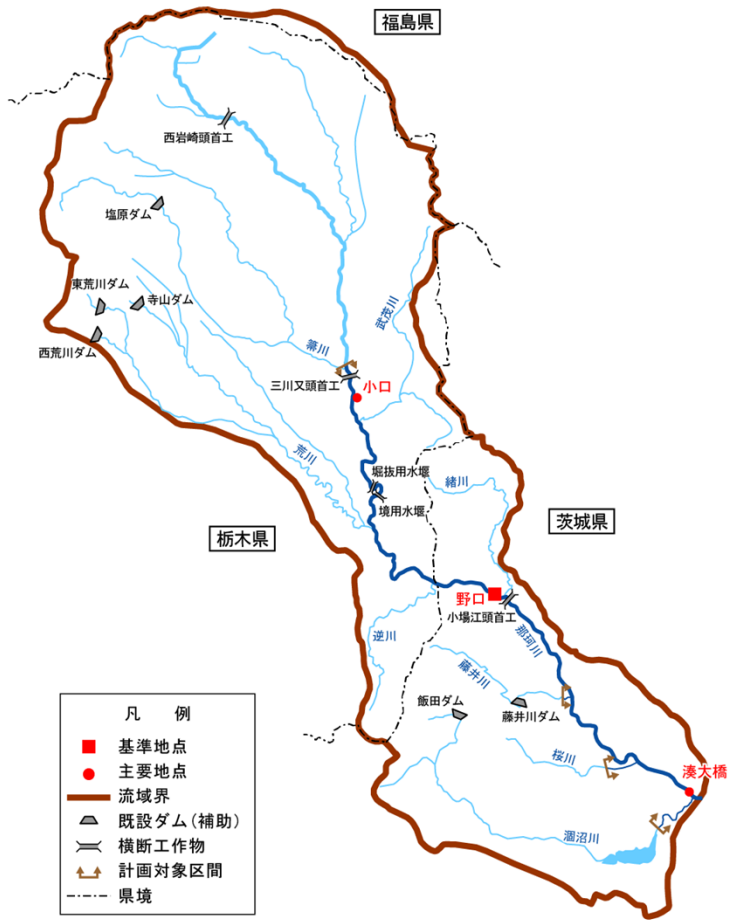 福島県
西岩崎頭首工
塩原ダム
東荒川ダム
寺山ダム
西荒川ダム
武茂川
箒川
三川又頭首工
小口
荒川
堀抜用水堰
境用水堰
緒川
茨城県
栃木県
野口
小場江頭首工
那珂川
逆川
藤井川
飯田ダム
藤井川ダム
桜川
湊大橋
涸沼川
凡 例
基準地点
主要地点
流域界
既設ダム(補助)
横断工作物
計画対象区間
県境